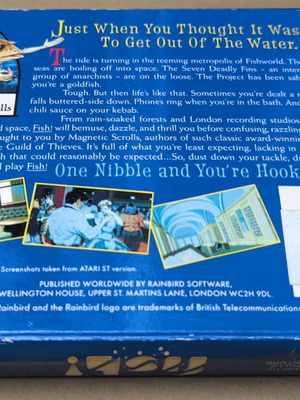 Just When You Thought It Was
To Get Out Of The Water.
The tide is turning in the teeming metropolis of Fishworld. The
seas are boiling off into space. The Seven Deadly Fins - an inter
group of anarchists - are on the loose. The Project has been sab
you're a goldfish.
Tough. But then life's like that. Sometimes you're dealt a r
falls buttered-side down. Phones ring when you're in the bath. An
chili sauce on your kebab.
From rain-soaked forests and London recording studios
d space, Fish! will bemuse, dazzle, and thrill you before confusing, razzling
ught to you by Magnetic Scrolls, authors of such classic award-winner
e Guild of Thieves. It's full of what you'd least expect, lacking in
h that could reasonably be expected...So, dust down your tackle, d
d play Fish!
One Nibble and You're Hook
lls
Screenshots taken from ATARI ST version.
PUBLISHED WORLDWIDE BY RAINBIRD SOFTWARE,
WELLINGTON HOUSE, UPPER ST. MARTINS LANE, LONDON WC2H 9DL.
Rainbird and the Rainbird logo are trademarks of British Telecommunications